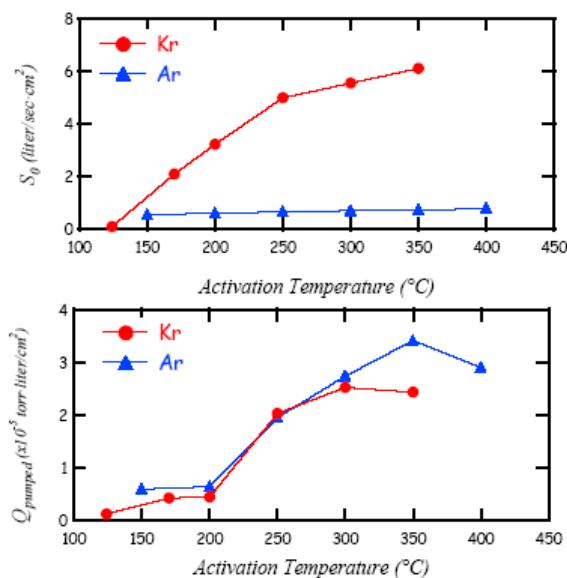 8
6
4
2
0
Kr
Ar
S₀ (liter/sec·cm²)
100 150 200 250 300 350 400 450
Activation Temperature (°C)
4
3
2
1
0
Kr
Ar
Q_pumped (x10⁻⁵ torr·liter/cm²)
100 150 200 250 300 350 400 450
Activation Temperature (°C)